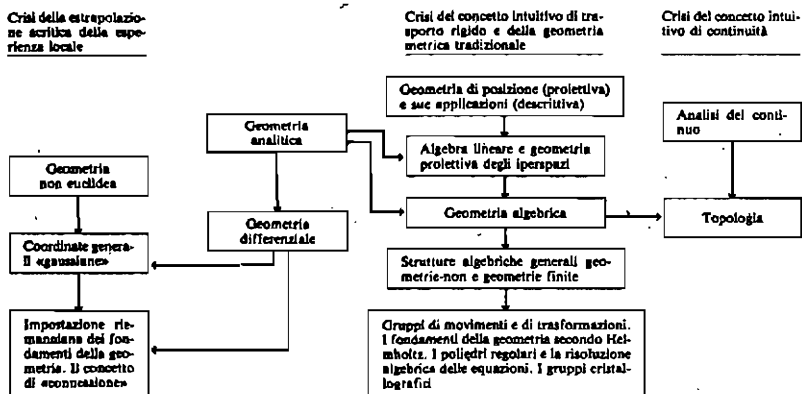 Crisi della estrapolazio-
ne acritica della espe-
rienza locale
Crisi del concetto intuitivo di tra-
sporto rigido e della geometria
metrica tradizionale
Crisi del concetto intui-
tivo di continuità
Geometria di posizione (proiettiva)
e sue applicazioni (descrittiva)
Geometria
analitica
Analisi del conti-
nuo
Algebra lineare e geometria
proiettiva degli iperspazi
Geometria
non euclidea
Geometria
differenziale
Geometria algebrica
Topologia
Coordinate genera-
li «gaussiane»
Strutture algebriche generali geo-
metrie-non e geometrie finite
Impostazione rie-
manniana dei fon-
damenti della geo-
metria. Il concetto
di «connessione»
Gruppi di movimenti e di trasformazioni.
I fondamenti della geometria secondo Hel-
mholtz. I poliedri regolari e la risoluzione
algebrica delle equazioni. I gruppi cristal-
lografici